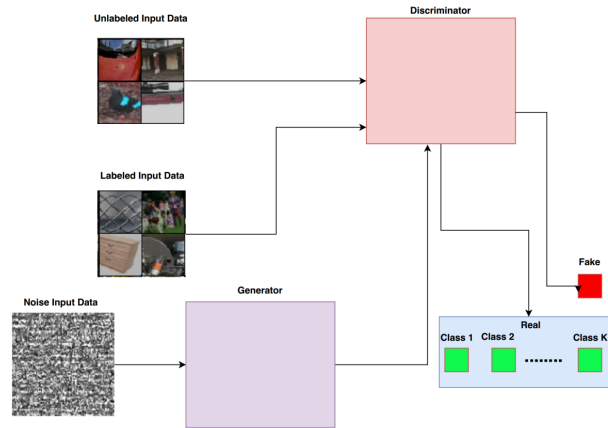 Unlabeled Input Data
Discriminator
Labeled Input Data
Fake
Noise Input Data
Generator
Real
Class 1
Class 2
........
Class K